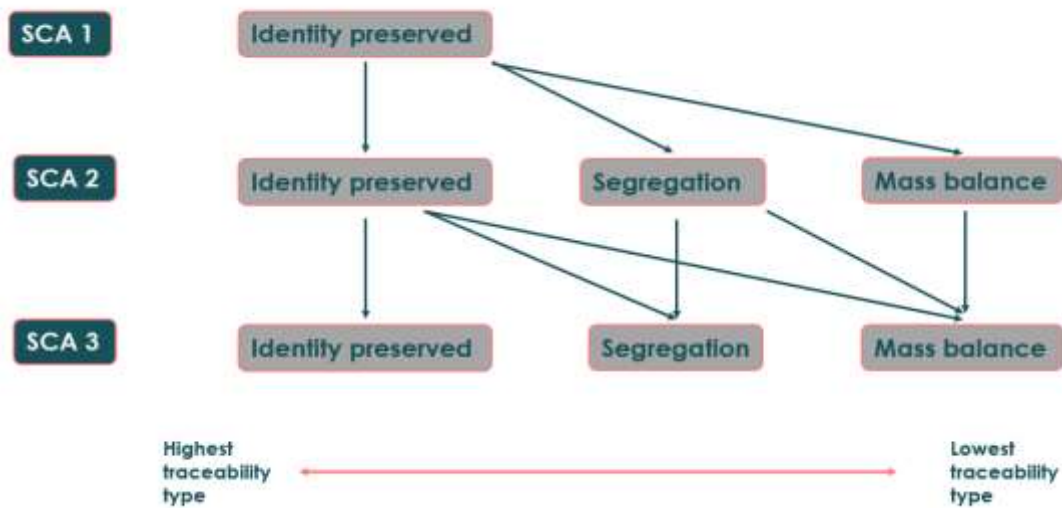 SCA 1
Identity preserved
SCA 2
Identity preserved
Segregation
Mass balance
SCA 3
Identity preserved
Segregation
Mass balance
Highest
traceability
type
Lowest
traceability
type